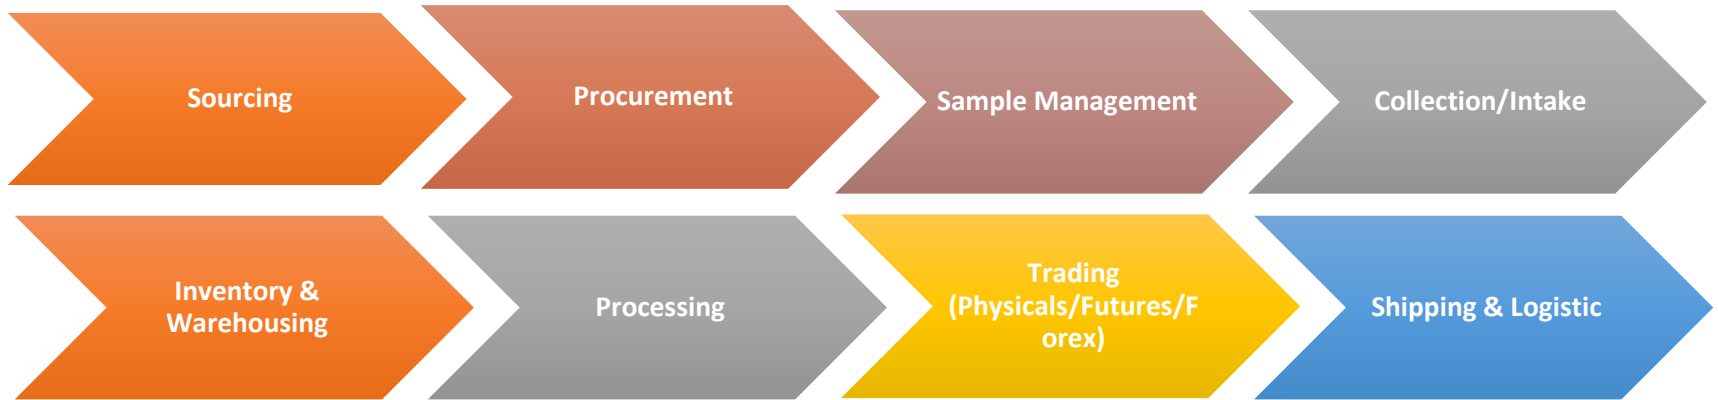 Sourcing
Procurement
Sample Management
Collection/Intake
Inventory &
Warehousing
Processing
Trading
(Physicals/Futures/F
orex)
Shipping & Logistic